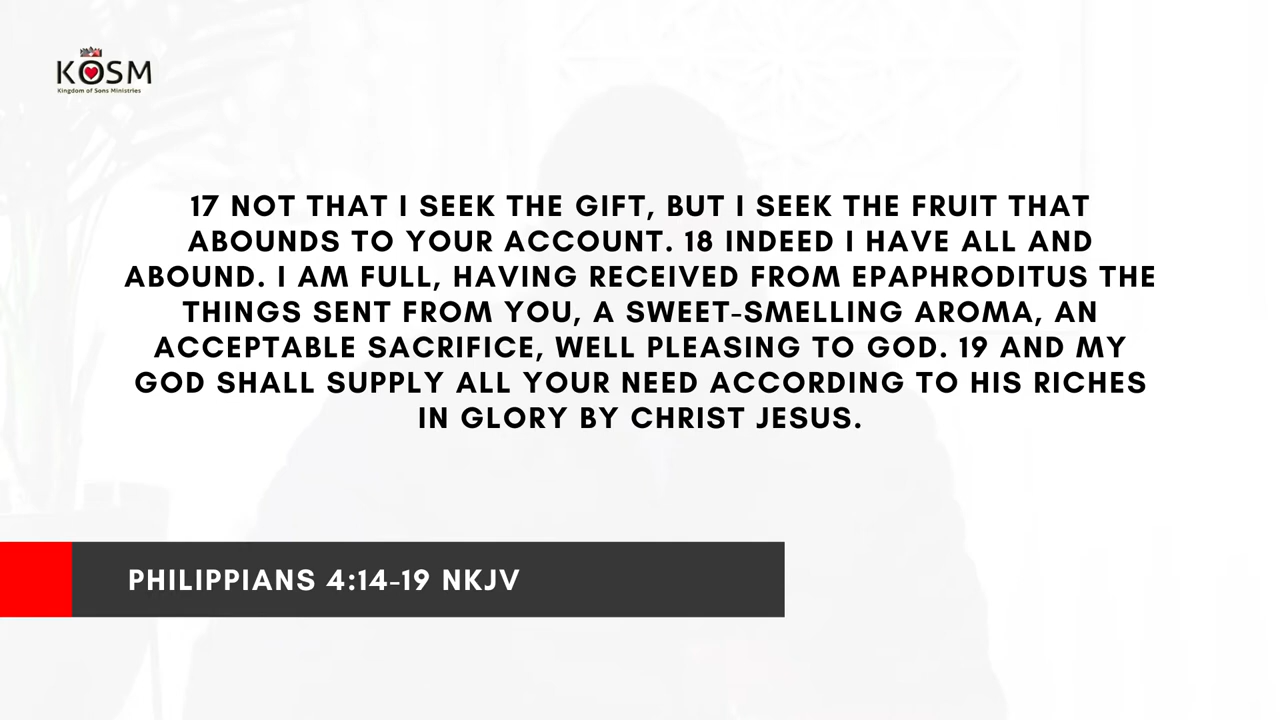 KOSM
Kingdom of Sons Ministries
17 NOT THAT I SEEK THE GIFT, BUT I SEEK THE FRUIT THAT
ABOUNDS TO YOUR ACCOUNT. 18 INDEED I HAVE ALL AND
ABOUND. I AM FULL, HAVING RECEIVED FROM EPAPHRODITUS THE
THINGS SENT FROM YOU, A SWEET-SMELLING AROMA, AN
ACCEPTABLE SACRIFICE, WELL PLEASING TO GOD. 19 AND MY
GOD SHALL SUPPLY ALL YOUR NEED ACCORDING TO HIS RICHES
IN GLORY BY CHRIST JESUS.
PHILIPPIANS 4:14-19 NKJV